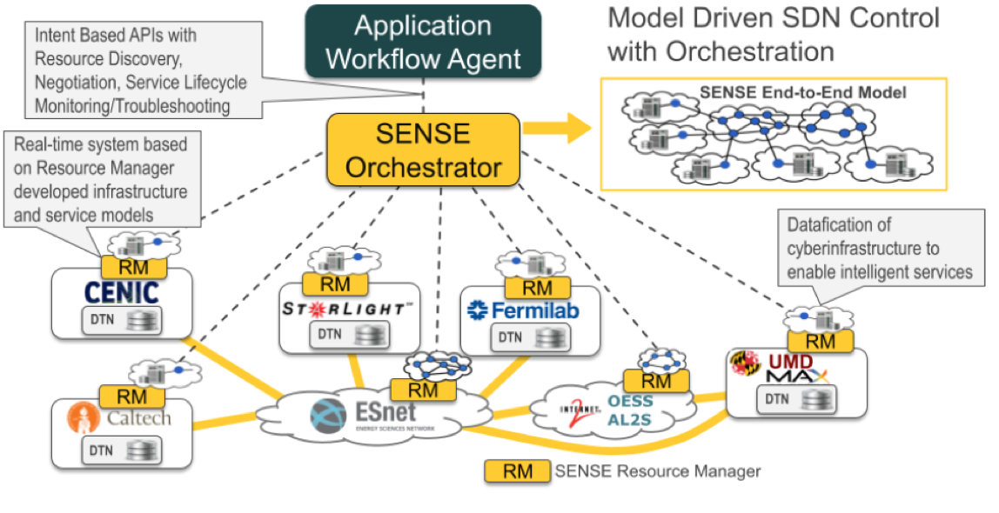 Intent Based APIs with
Resource Discovery,
Negotiation, Service Lifecycle
Monitoring/Troubleshooting
Application
Workflow Agent
Model Driven SDN Control
with Orchestration
SENSE End-to-End Model
SENSE
Orchestrator
Real-time system based
on Resource Manager
developed infrastructure
and service models
Datafication of
cyberinfrastructure to
enable intelligent services
RM
CENIC
DTN
RM
STARLIGHT SM
DTN
RM
Fermilab
DTN
RM
UMD
MAX
DTN
RM
Caltech
DTN
RM
ESnet
ENERGY SCIENCES NETWORK
RM
INTERNET
2
OESS
AL2S
RM
SENSE Resource Manager